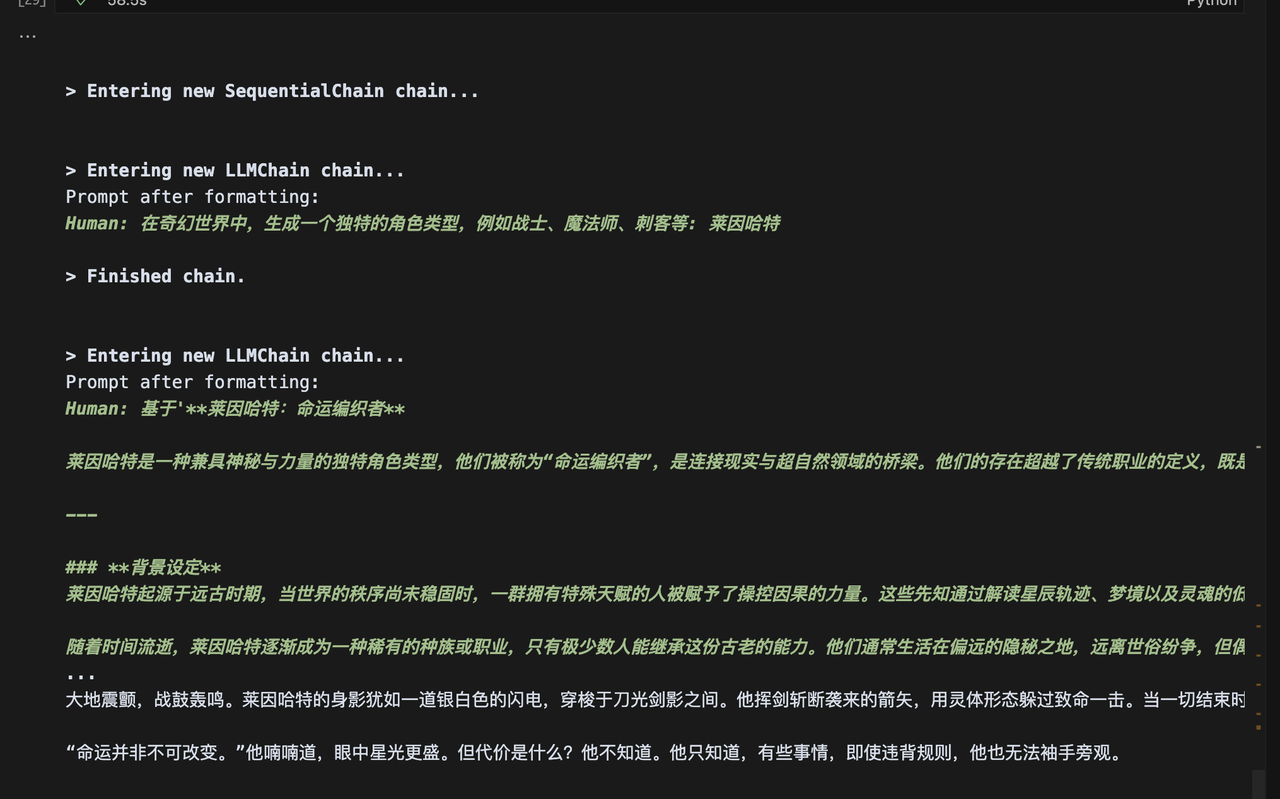 [29]
✓ 58.5s
Python
...
> Entering new SequentialChain chain...
> Entering new LLMChain chain...
Prompt after formatting:
Human: 在奇幻世界中，生成一个独特的角色类型，例如战士、魔法师、刺客等: 莱因哈特
> Finished chain.
> Entering new LLMChain chain...
Prompt after formatting:
Human: 基于'**莱因哈特：命运编织者**
莱因哈特是一种兼具神秘与力量的独特角色类型，他们被称为“命运编织者”，是连接现实与超自然领域的桥梁。他们的存在超越了传统职业的定义，既是
---
### **背景设定**
莱因哈特起源于远古时期，当世界的秩序尚未稳固时，一群拥有特殊天赋的人被赋予了操控因果的力量。这些先知通过解读星辰轨迹、梦境以及灵魂的低
随着时间流逝，莱因哈特逐渐成为一种稀有的种族或职业，只有极少数人能继承这份古老的能力。他们通常生活在偏远的隐秘之地，远离世俗纷争，但偶
...
大地震颤，战鼓轰鸣。莱因哈特的身影犹如一道银白色的闪电，穿梭于刀光剑影之间。他挥剑斩断袭来的箭矢，用灵体形态躲过致命一击。当一切结束时
“命运并非不可改变。”他喃喃道，眼中星光更盛。但代价是什么？他不知道。他只知道，有些事情，即使违背规则，他也无法袖手旁观。